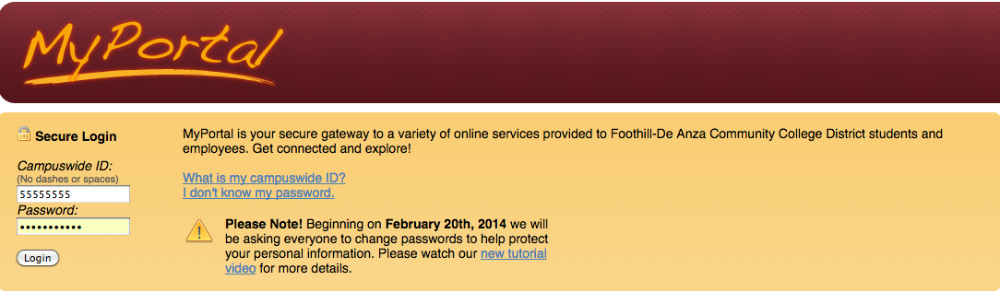 MyPortal
Secure Login
Campuswide ID:
(No dashes or spaces)
55555555
Password:
•••••••••••
Login
MyPortal is your secure gateway to a variety of online services provided to Foothill-De Anza Community College District students and
employees. Get connected and explore!
What is my campuswide ID?
I don't know my password.
Please Note! Beginning on February 20th, 2014 we will
be asking everyone to change passwords to help protect
your personal information. Please watch our new tutorial
video for more details.